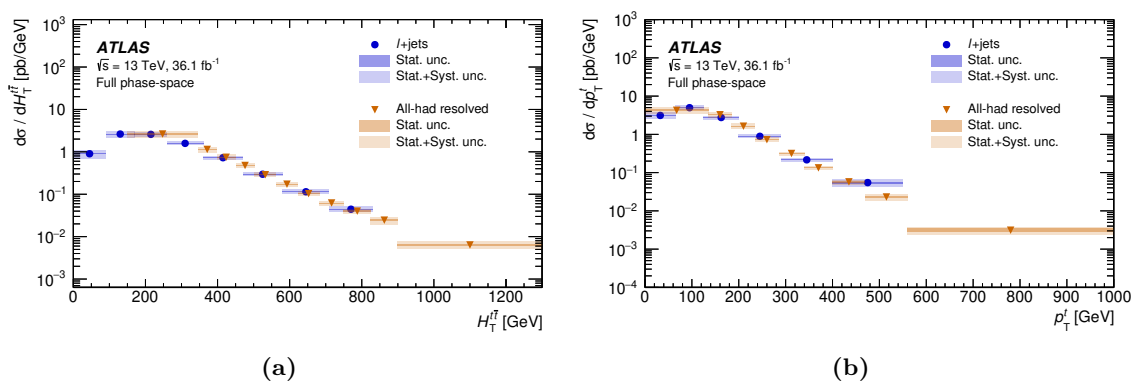 dσ / dH_T^{tt̄} [pb/GeV]
10³
10²
10
1
10⁻¹
10⁻²
10⁻³
ATLAS
√s = 13 TeV, 36.1 fb⁻¹
Full phase-space
l+jets
Stat. unc.
Stat.+Syst. unc.
All-had resolved
Stat. unc.
Stat.+Syst. unc.
0 200 400 600 800 1000 1200
H_T^{tt̄} [GeV]
(a)
dσ / dp_T^t [pb/GeV]
10³
10²
10
1
10⁻¹
10⁻²
10⁻³
10⁻⁴
ATLAS
√s = 13 TeV, 36.1 fb⁻¹
Full phase-space
l+jets
Stat. unc.
Stat.+Syst. unc.
All-had resolved
Stat. unc.
Stat.+Syst. unc.
0 100 200 300 400 500 600 700 800 900 1000
p_T^t [GeV]
(b)